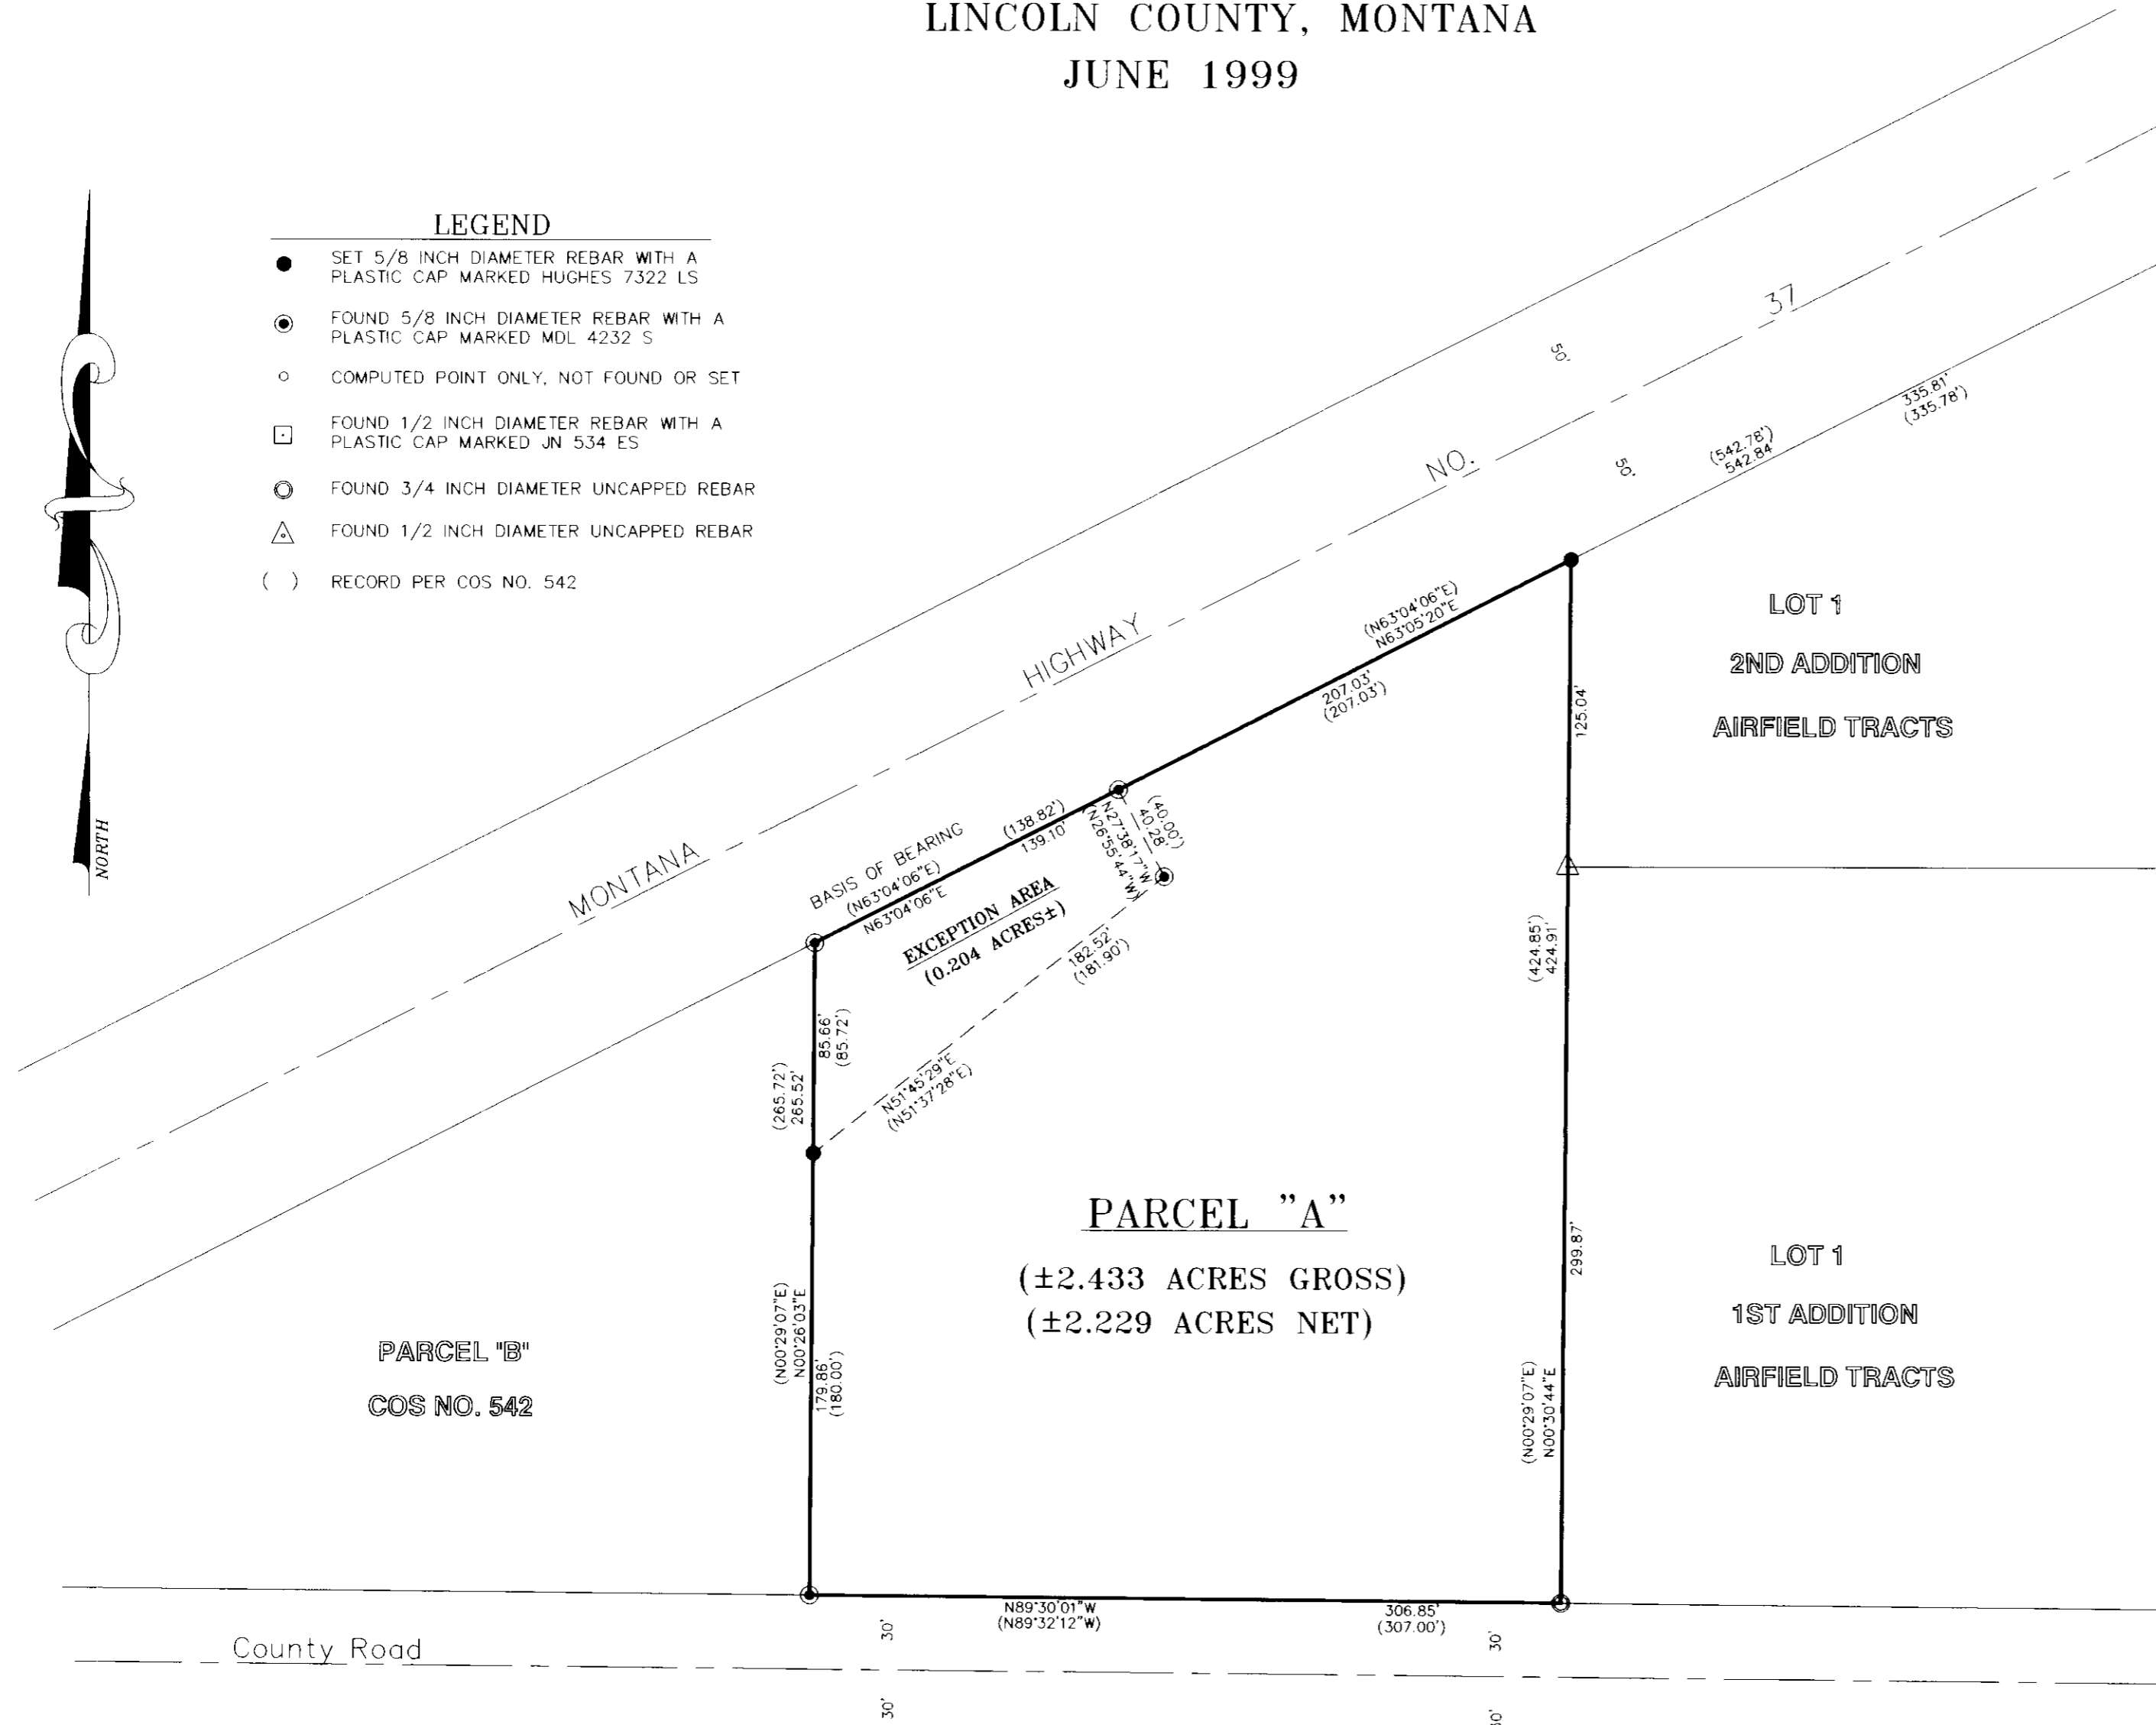 LINCOLN COUNTY, MONTANA
JUNE 1999
LEGEND
SET 5/8 INCH DIAMETER REBAR WITH A
PLASTIC CAP MARKED HUGHES 7322 LS
FOUND 5/8 INCH DIAMETER REBAR WITH A
PLASTIC CAP MARKED MDL 4232 S
COMPUTED POINT ONLY, NOT FOUND OR SET
FOUND 1/2 INCH DIAMETER REBAR WITH A
PLASTIC CAP MARKED JN 534 ES
FOUND 3/4 INCH DIAMETER UNCAPPED REBAR
FOUND 1/2 INCH DIAMETER UNCAPPED REBAR
( ) RECORD PER COS NO. 542
NORTH
MONTANA HIGHWAY NO. 37
50'
50'
335.81'
(335.78')
(542.78')
542.84'
(N63°04'06"E)
N63°05'20"E
207.03'
(207.03')
LOT 1
2ND ADDITION
AIRFIELD TRACTS
125.04'
BASIS OF BEARING
(N63°04'06"E)
N63°04'06"E
(138.82')
139.10'
(40.00')
40.28'
N27°38'17"W
(N26°55'44"W)
EXCEPTION AREA
(0.204 ACRES±)
182.52'
(181.90')
N51°45'29"E
(N51°37'28"E)
85.66'
(85.72')
(265.72')
265.52'
(424.85')
424.91'
PARCEL "A"
(±2.433 ACRES GROSS)
(±2.229 ACRES NET)
299.87'
LOT 1
1ST ADDITION
AIRFIELD TRACTS
(N00°29'07"E)
N00°30'44"E
PARCEL "B"
COS NO. 542
(N00°29'07"E)
N00°26'03"E
179.86'
(180.00')
N89°30'01"W
(N89°32'12"W)
306.85'
(307.00')
County Road
30'
30'
30'
30'